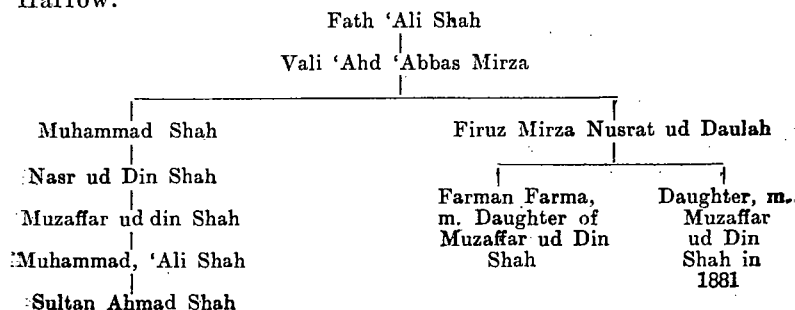 Harrow.
Fath ‘Ali Shah
Vali ‘Ahd ‘Abbas Mirza
Muhammad Shah
Nasr ud Din Shah
Muzaffar ud din Shah
Muhammad, ‘Ali Shah
Sultan Ahmad Shah
Firuz Mirza Nusrat ud Daulah
Farman Farma,
m. Daughter of
Muzaffar ud Din
Shah
Daughter, m.
Muzaffar
ud Din
Shah in
1881